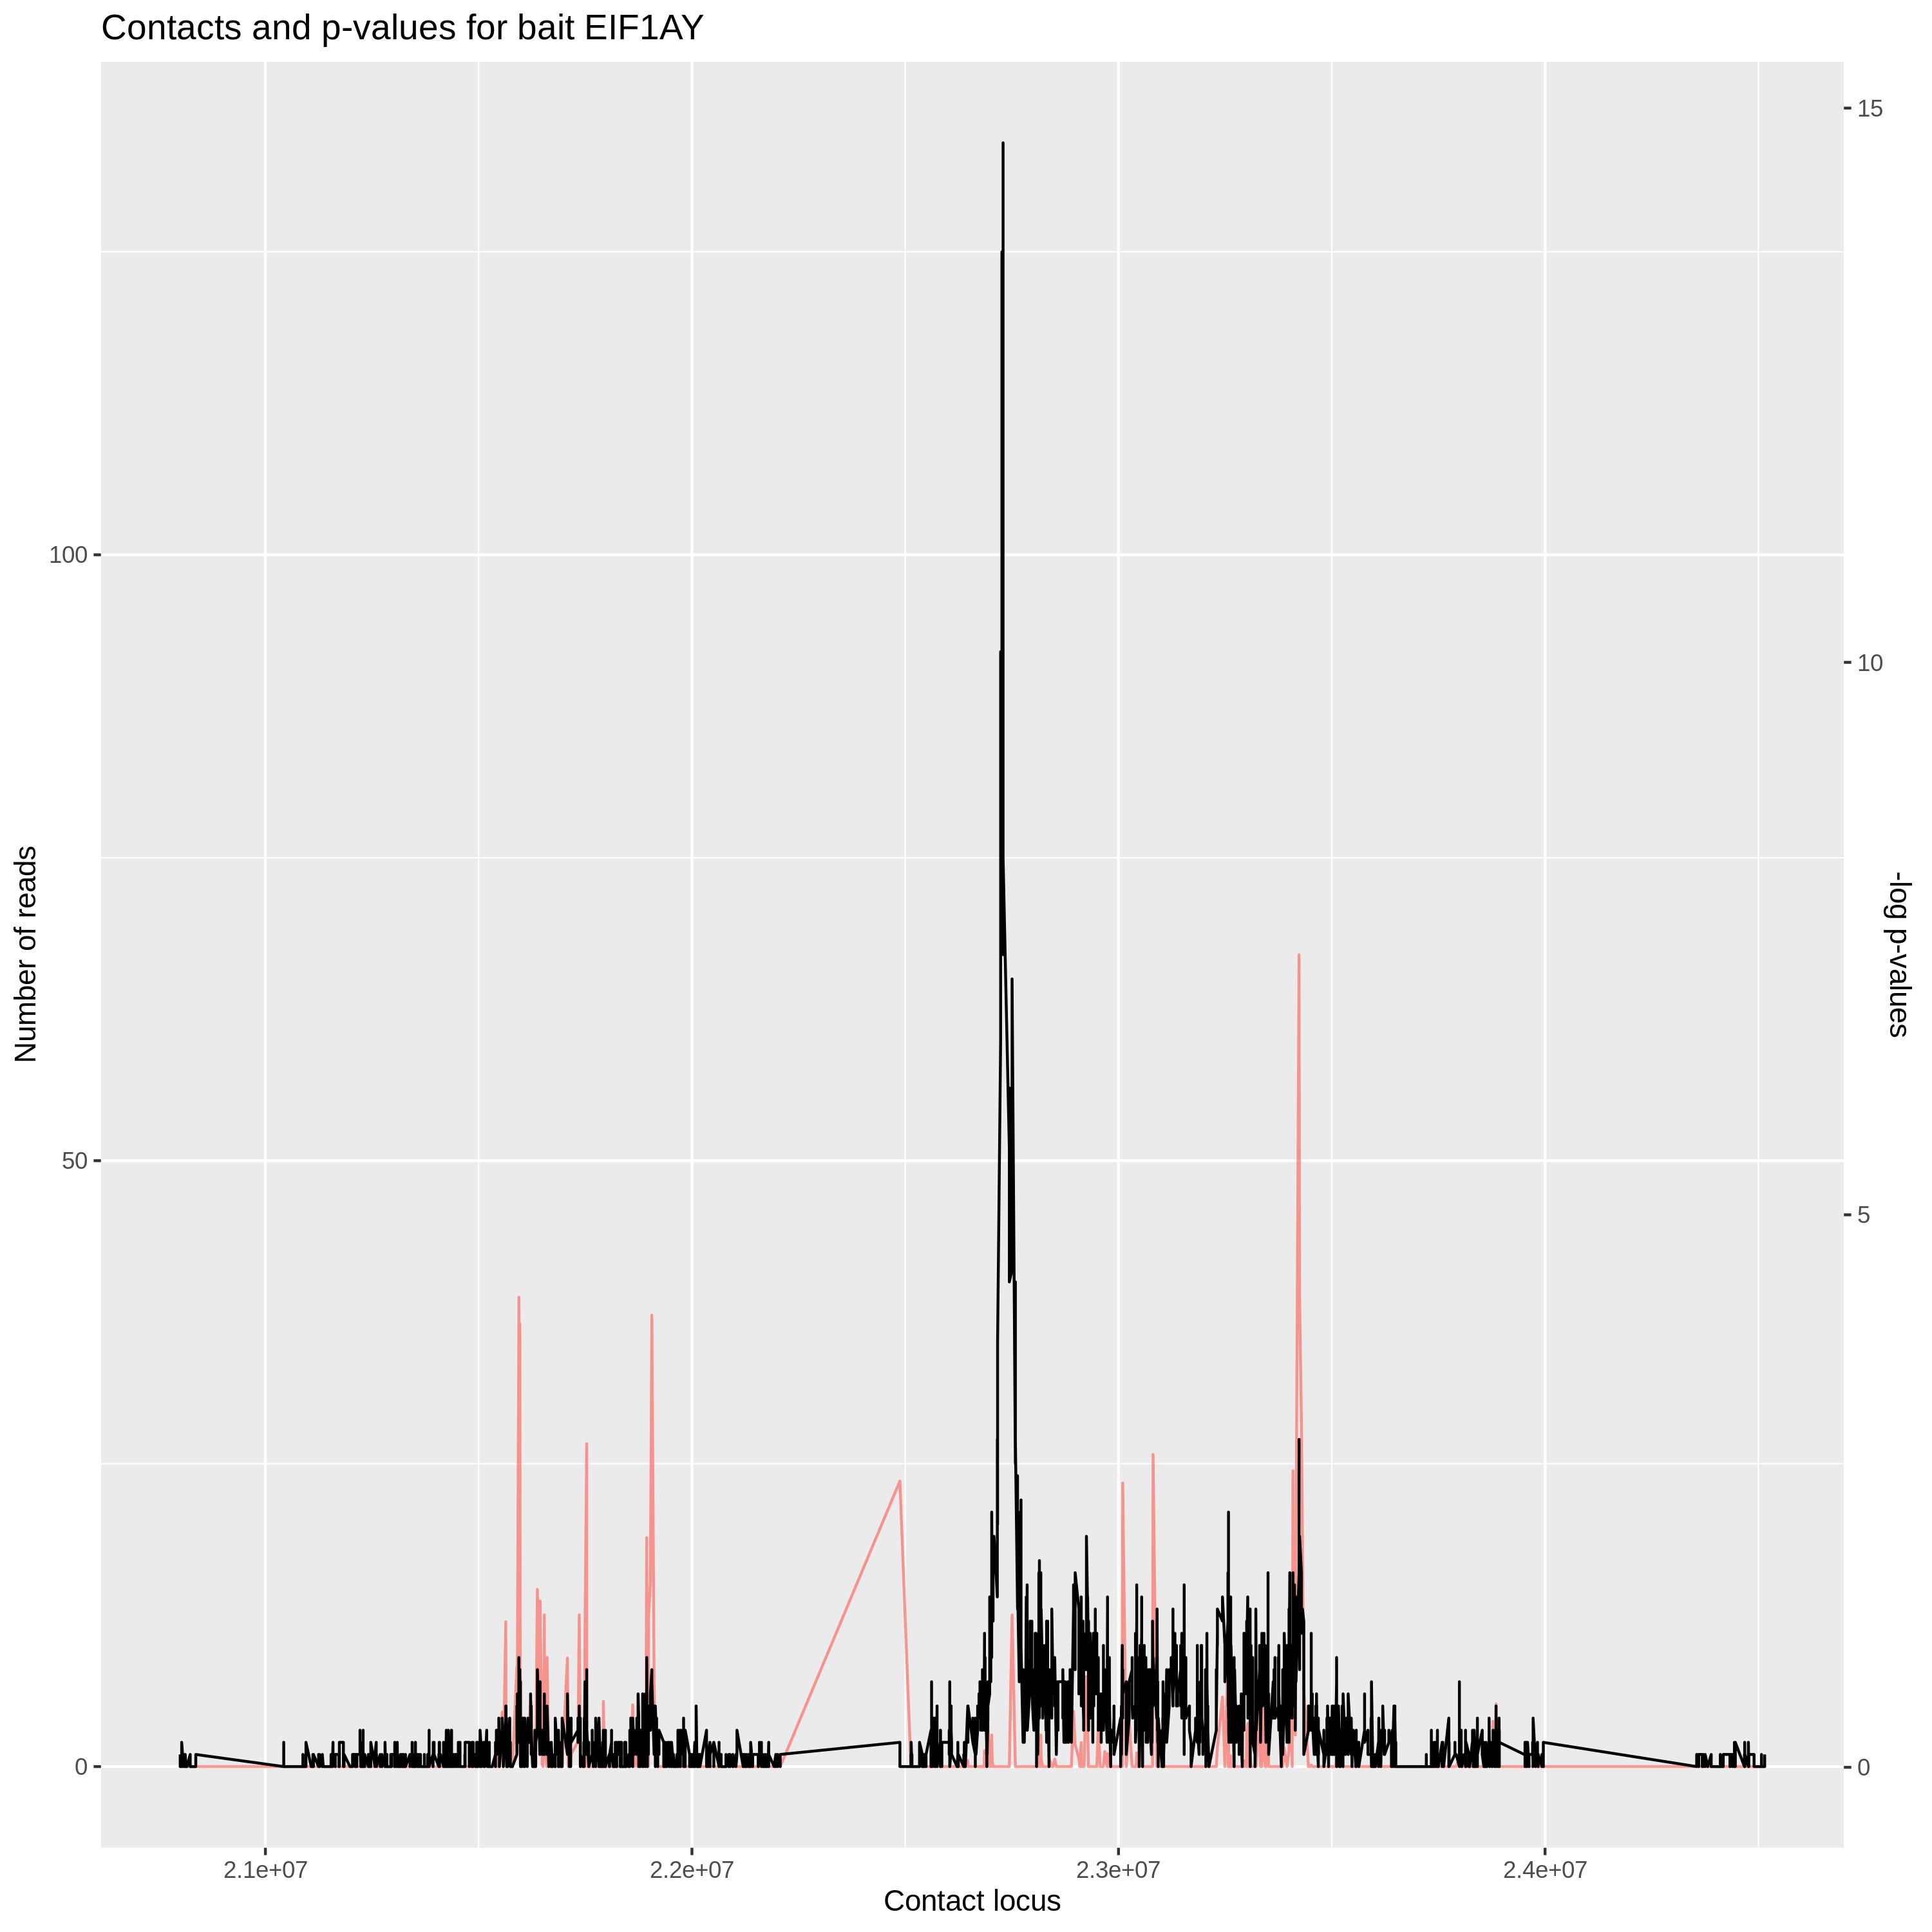 Contacts and p-values for bait EIF1AY
15
10
5
0
100
50
0
Number of reads
-log p-values
2.1e+07
2.2e+07
2.3e+07
2.4e+07
Contact locus